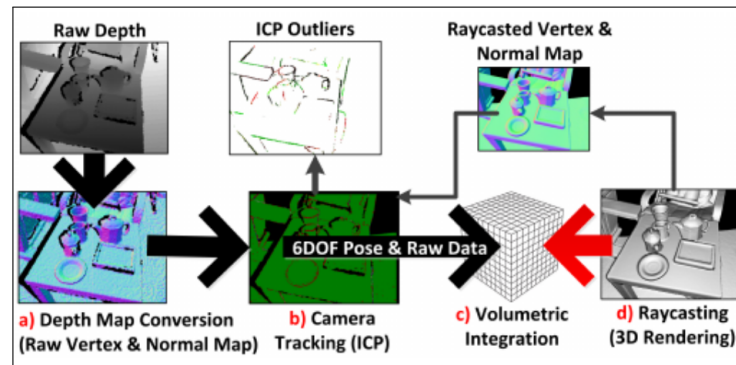 Raw Depth
ICP Outliers
Raycasted Vertex &
Normal Map
6DOF Pose & Raw Data
a) Depth Map Conversion
(Raw Vertex & Normal Map)
b) Camera
Tracking (ICP)
c) Volumetric
Integration
d) Raycasting
(3D Rendering)